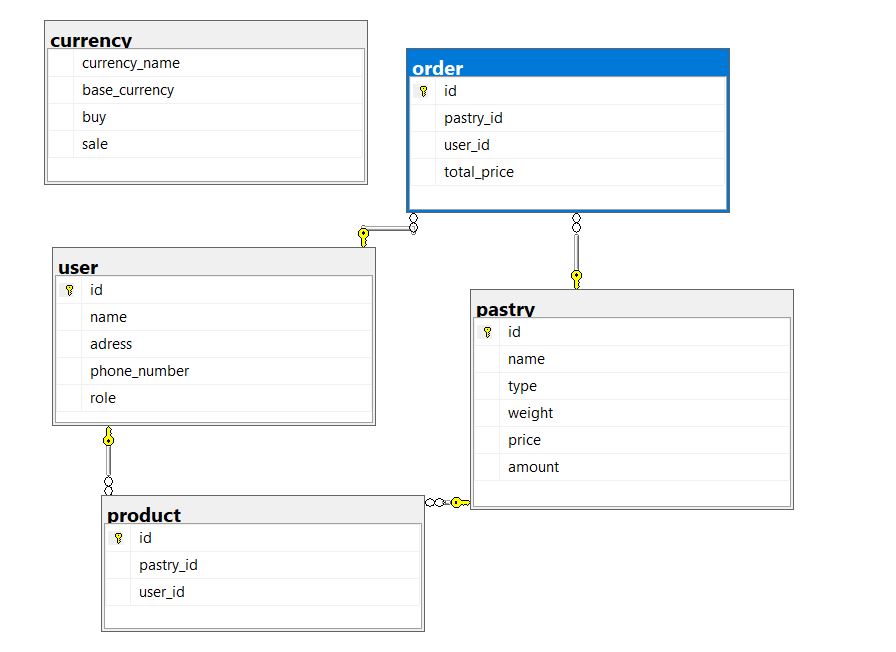 currency
currency_name
base_currency
buy
sale
order
id
pastry_id
user_id
total_price
user
id
name
adress
phone_number
role
pastry
id
name
type
weight
price
amount
product
id
pastry_id
user_id